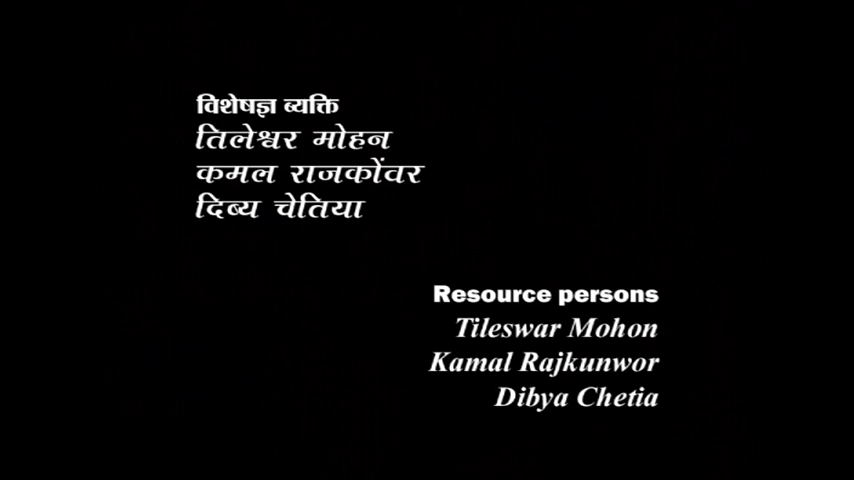 विशेषज्ञ ब्यक्ति
तिलेश्वर मोहन
कमल राजकोंवर
दिब्य चेतिया
Resource persons
Tileswar Mohon
Kamal Rajkunwor
Dibya Chetia